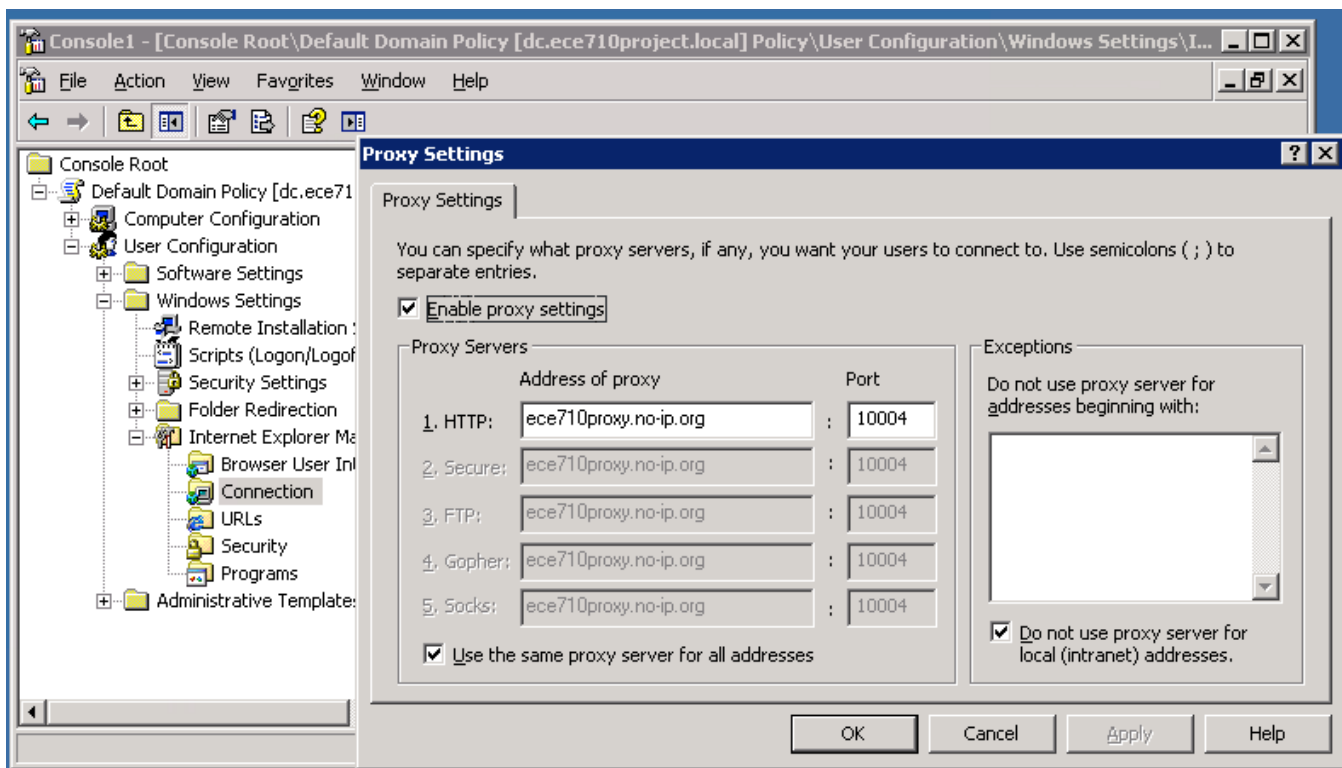 Console1 - [Console Root\Default Domain Policy [dc.ece710project.local] Policy\User Configuration\Windows Settings\I...
File Action View Favorites Window Help
Console Root
Default Domain Policy [dc.ece71
Computer Configuration
User Configuration
Software Settings
Windows Settings
Remote Installation
Scripts (Logon/Logof
Security Settings
Folder Redirection
Internet Explorer Ma
Browser User In
Connection
URLs
Security
Programs
Administrative Template
Proxy Settings
Proxy Settings
You can specify what proxy servers, if any, you want your users to connect to. Use semicolons ( ; ) to
separate entries.
Enable proxy settings
Proxy Servers
Address of proxy Port
1. HTTP: ece710proxy.no-ip.org : 10004
2. Secure: ece710proxy.no-ip.org : 10004
3. FTP: ece710proxy.no-ip.org : 10004
4. Gopher: ece710proxy.no-ip.org : 10004
5. Socks: ece710proxy.no-ip.org : 10004
Use the same proxy server for all addresses
Exceptions
Do not use proxy server for
addresses beginning with:
Do not use proxy server for
local (intranet) addresses.
OK Cancel Apply Help